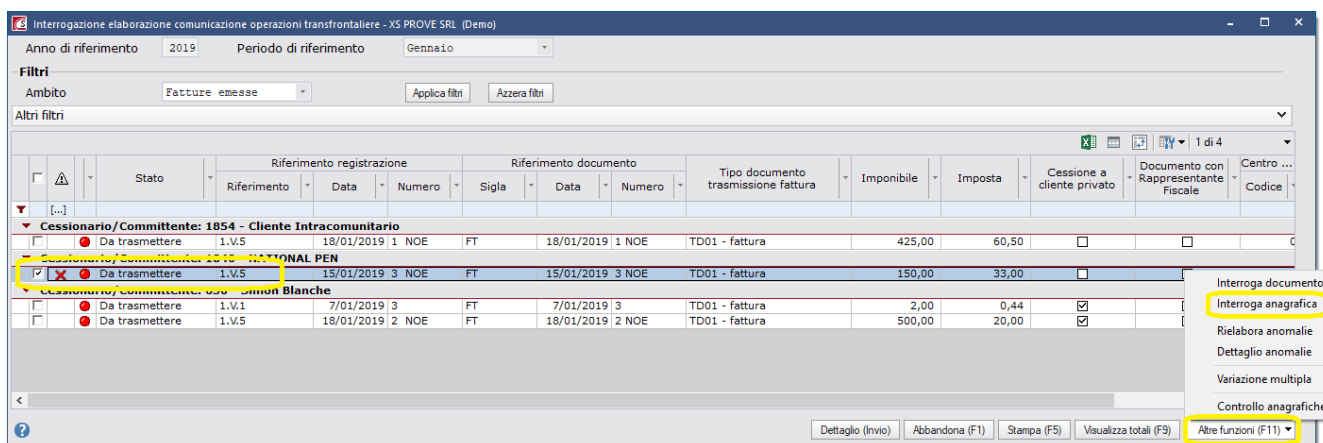 Interrogazione elaborazione comunicazione operazioni transfrontaliere - XS PROVE SRL (Demo)
Anno di riferimento 2019 Periodo di riferimento Gennaio
Filtri
Ambito Fatture emesse Applica filtri Azzera filtri
Altri filtri
1 di 4
Stato Riferimento registrazione Riferimento documento Tipo documento trasmissione fattura Imponibile Imposta Cessione a cliente privato Documento con Rappresentante Fiscale Centro ...
Riferimento Data Numero Sigla Data Numero Codice
[...]
Cessionario/Committente: 1854 - Cliente Intracomunitario
Da trasmettere 1.V.5 18/01/2019 1 NOE FT 18/01/2019 1 NOE TD01 - fattura 425,00 60,50
NATIONAL PEN
Da trasmettere 1.V.5 15/01/2019 3 NOE FT 15/01/2019 3 NOE TD01 - fattura 150,00 33,00
Cessionario/Committente: Simon Blanche
Da trasmettere 1.V.1 7/01/2019 3 FT 7/01/2019 3 TD01 - fattura 2,00 0,44
Da trasmettere 1.V.5 18/01/2019 2 NOE FT 18/01/2019 2 NOE TD01 - fattura 500,00 20,00
Interroga documento
Interroga anagrafica
Rielabora anomalie
Dettaglio anomalie
Variazione multipla
Controllo anagrafiche
Dettaglio (Invio) Abbandona (F1) Stampa (F5) Visualizza totali (F9) Altre funzioni (F11)